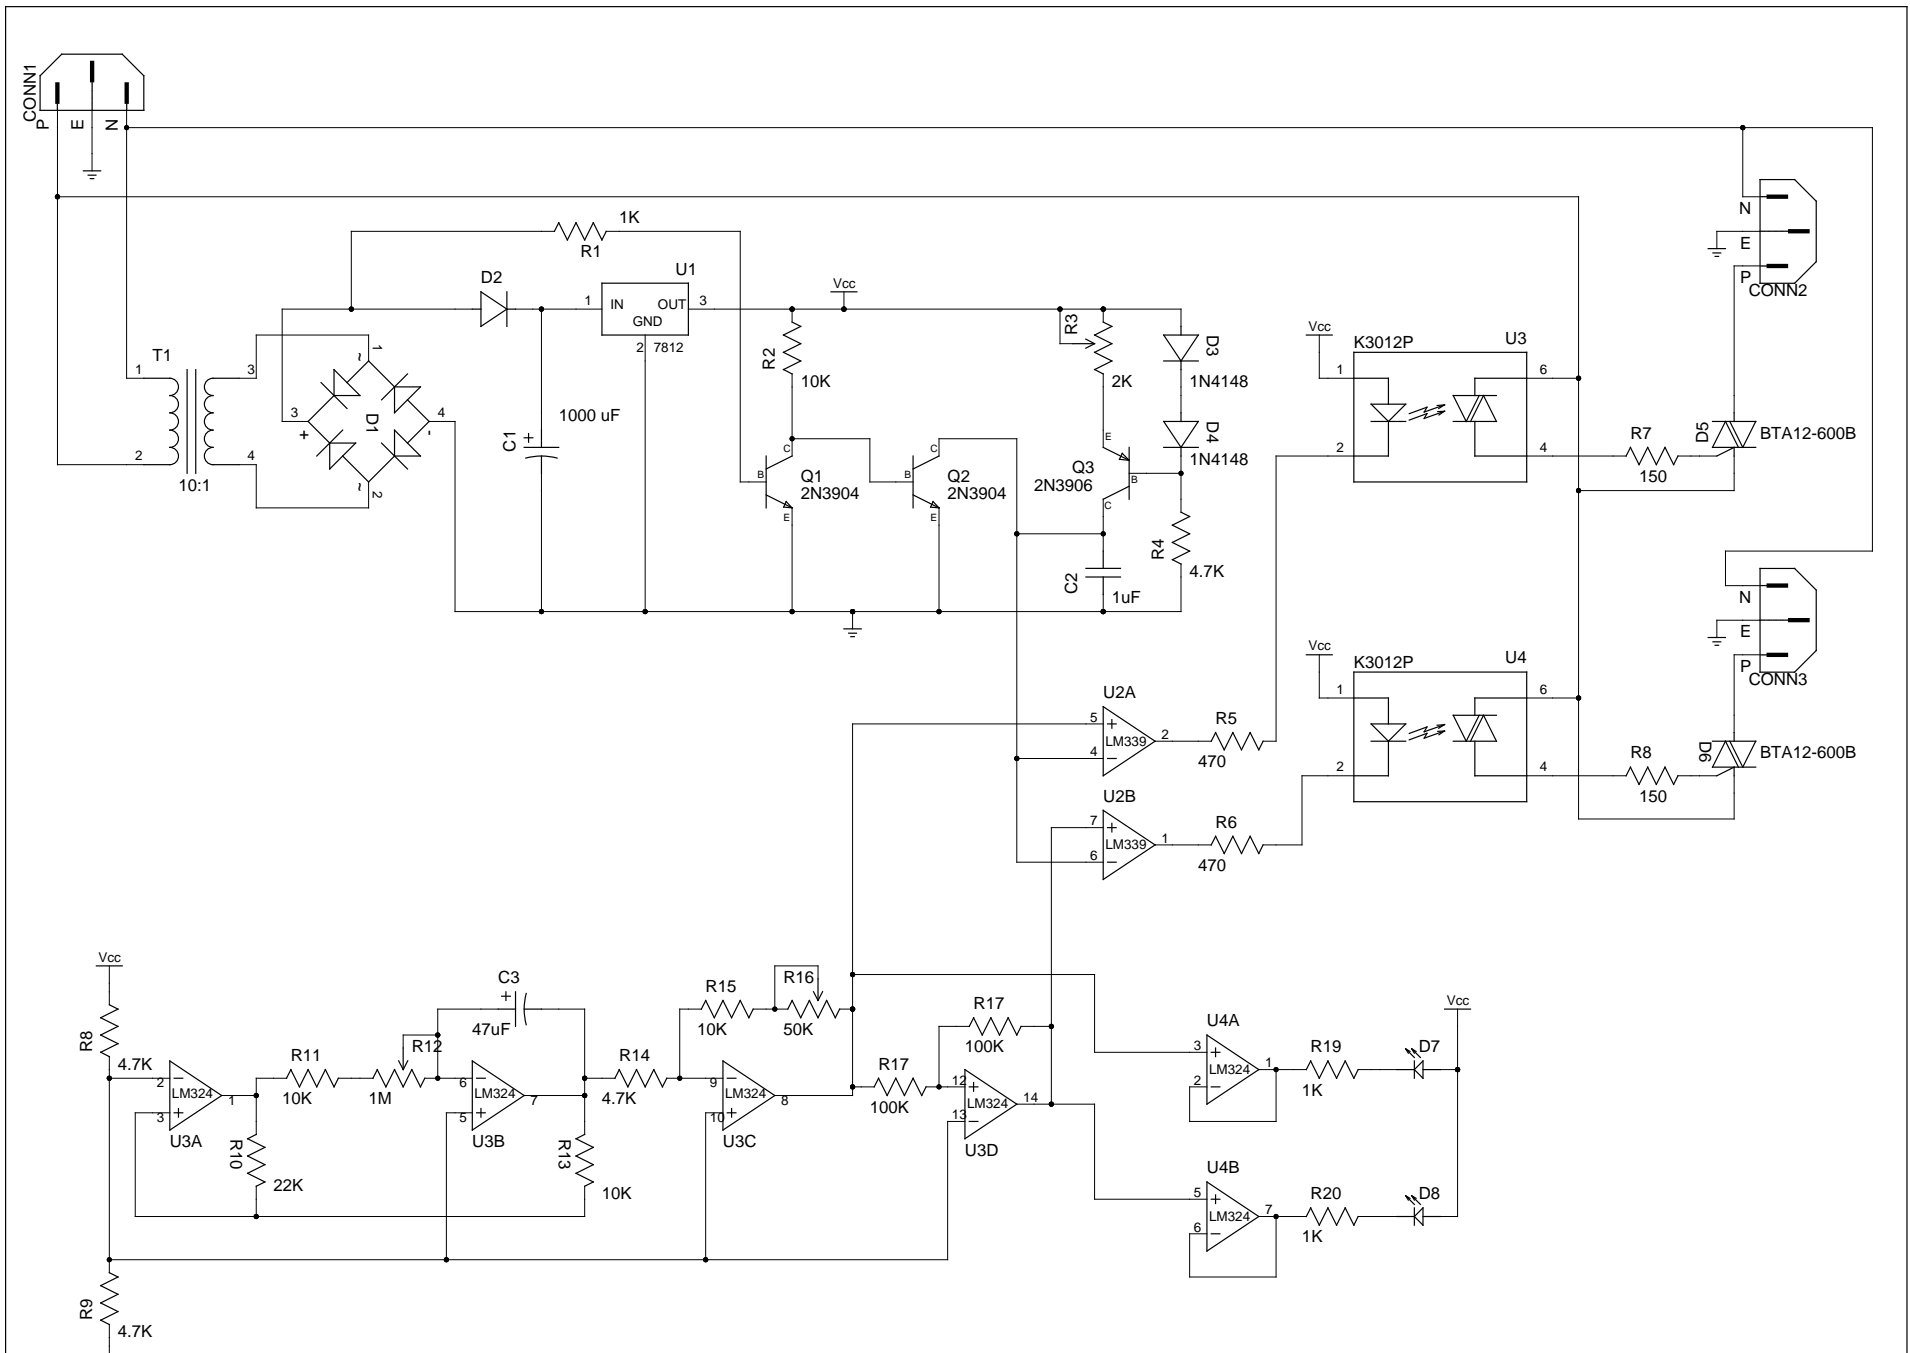 CONN1
P
E
N
1K
R1
D2
U1
Vcc
1
IN
OUT
3
GND
2
7812
R2
10K
R3
2K
D3
1N4148
D4
1N4148
T1
1
2
3
4
10:1
1
~
3
+
D1
4
-
2
~
1000 uF
C1
+
C
B
E
Q1
2N3904
C
B
E
Q2
2N3904
E
B
C
Q3
2N3906
R4
4.7K
C2
1uF
N
E
P
CONN2
Vcc
K3012P
U3
1
2
6
4
R7
150
D5
BTA12-600B
N
E
P
CONN3
Vcc
K3012P
U4
1
2
6
4
R8
150
D6
BTA12-600B
U2A
5
+
LM339
4
−
2
R5
470
U2B
7
+
LM339
6
−
1
R6
470
Vcc
R8
4.7K
2
−
LM324
3
+
1
U3A
R11
10K
R12
1M
R10
22K
C3
+
47uF
6
−
LM324
5
+
7
U3B
R13
10K
R14
4.7K
R15
10K
R16
50K
9
−
LM324
10
+
8
U3C
R17
100K
R17
100K
12
+
LM324
13
−
14
U3D
U4A
3
+
LM324
2
−
1
R19
1K
D7
Vcc
U4B
5
+
LM324
6
−
7
R20
1K
D8
R9
4.7K